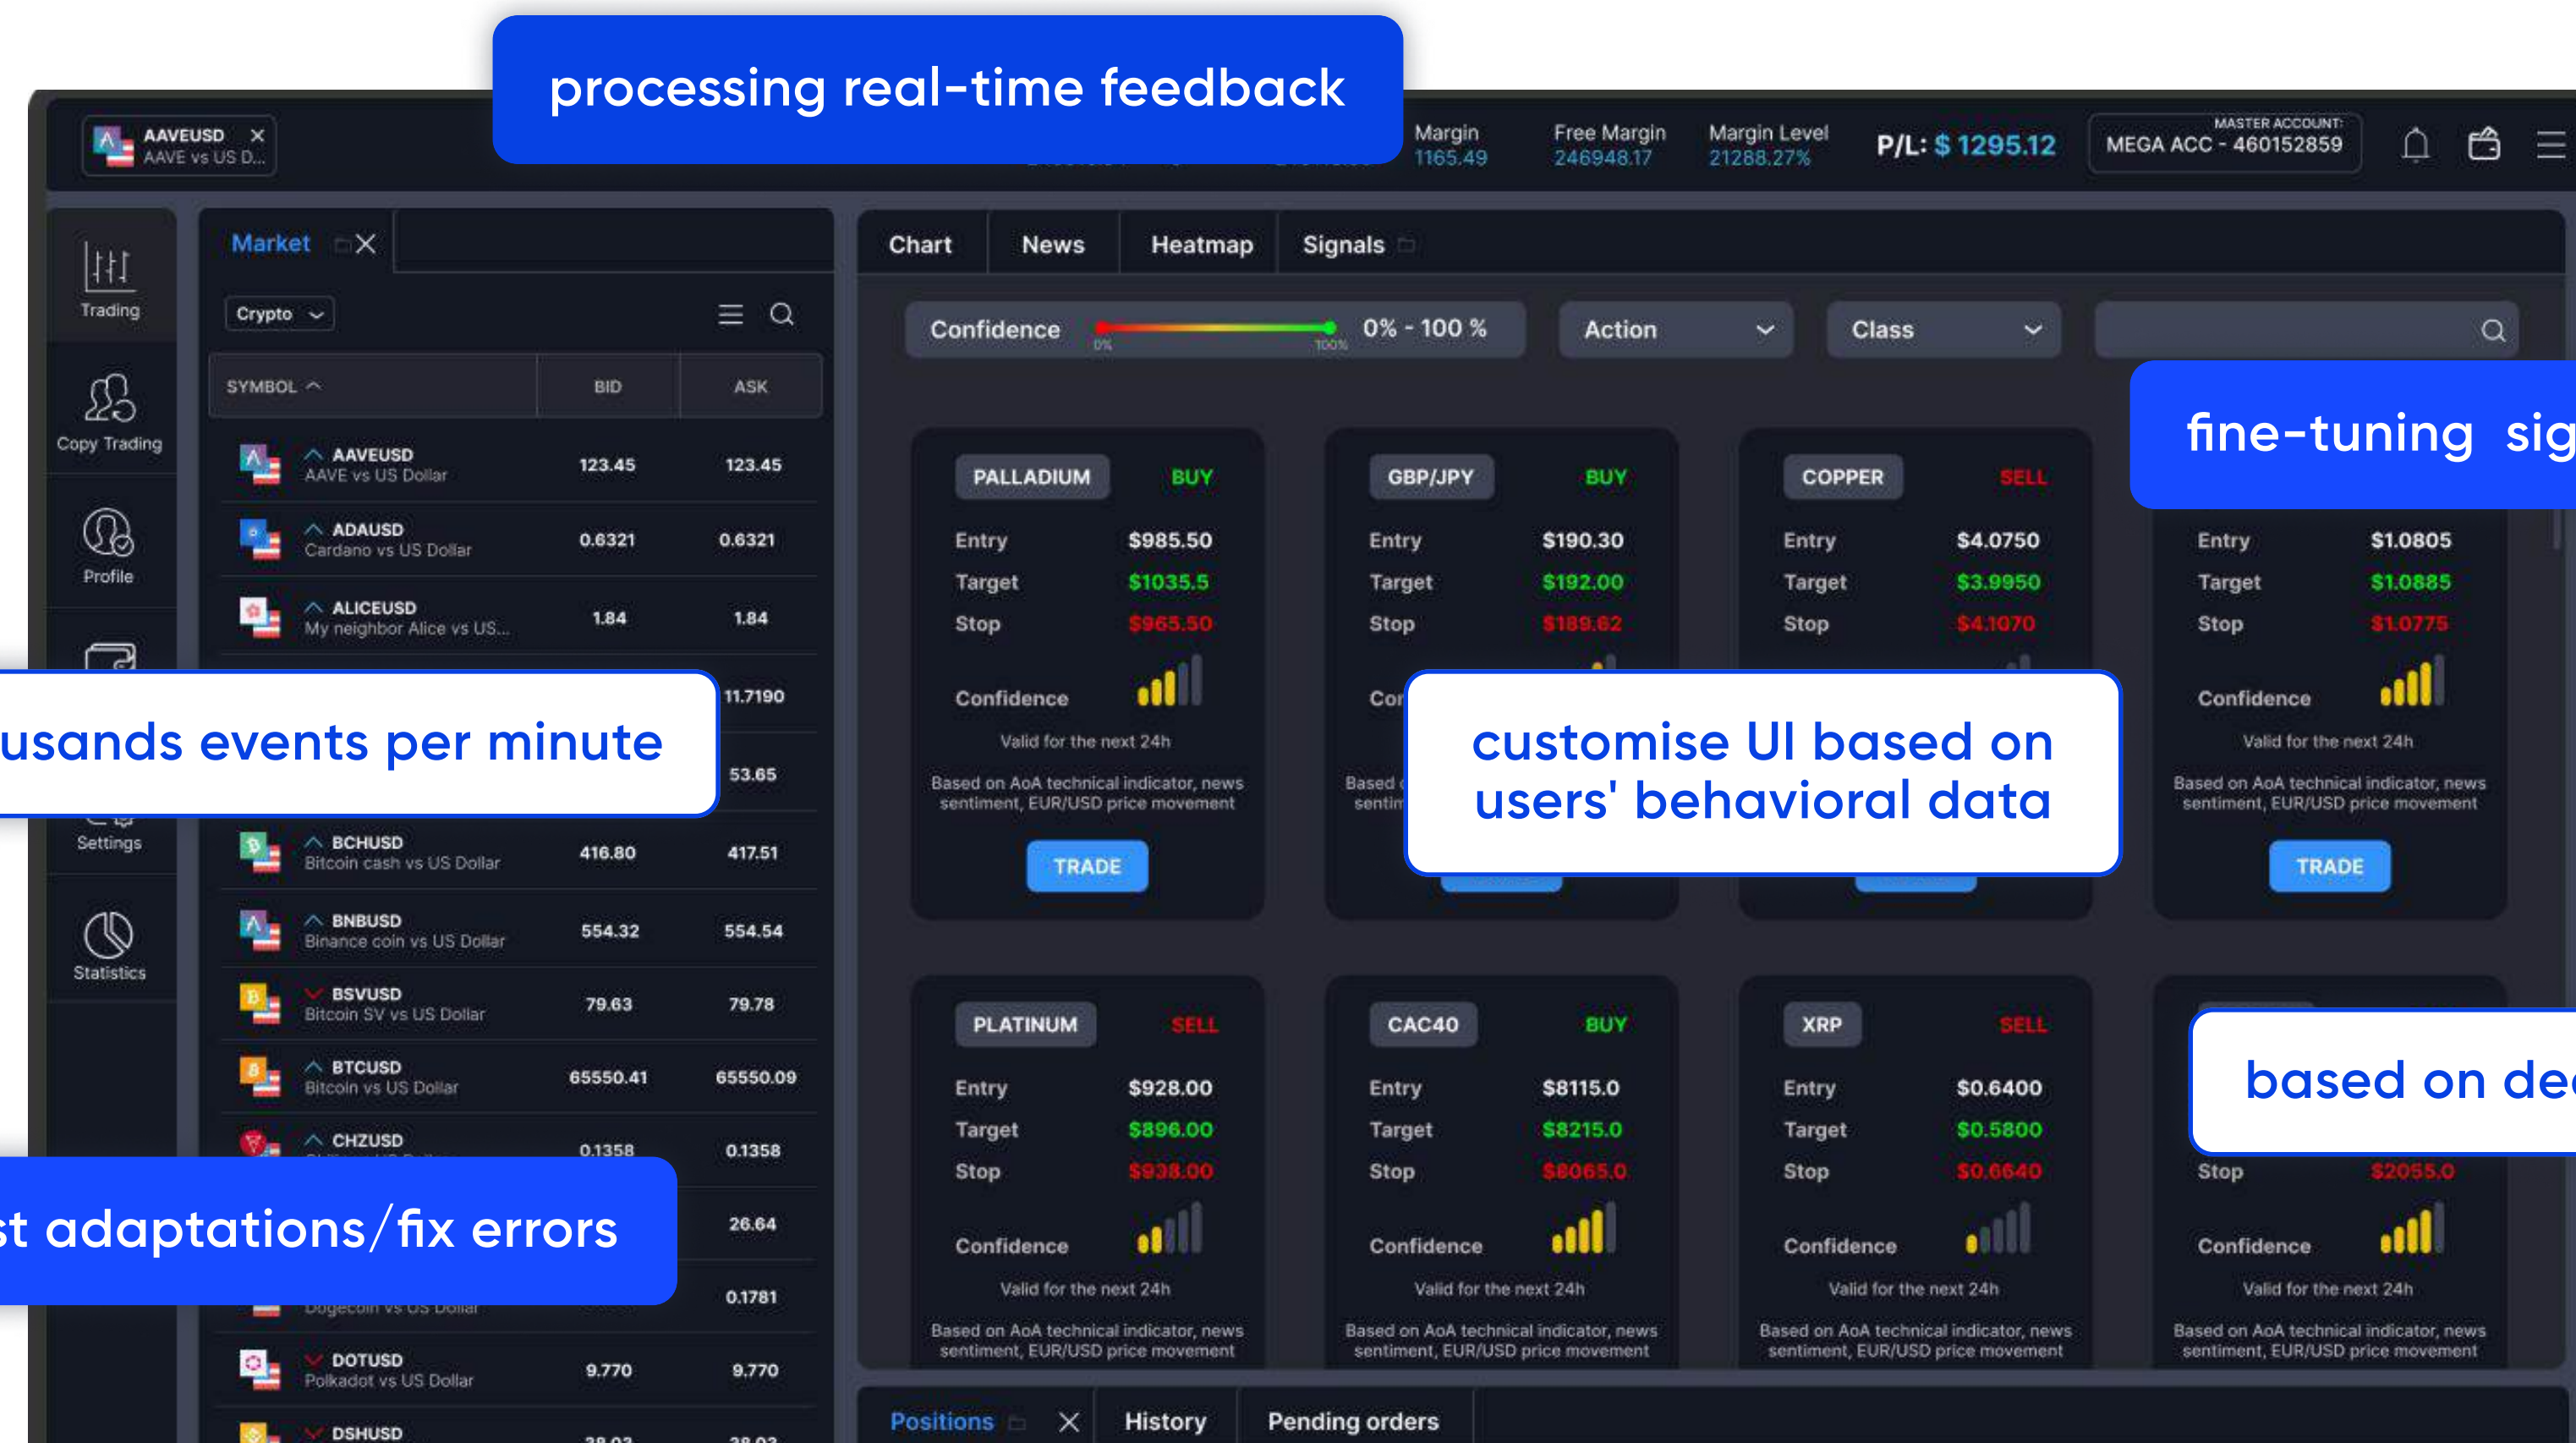 processing real-time feedback
AAVEUSD
AAVE vs US D...
Margin
1165.49
Free Margin
246948.17
Margin Level
21288.27%
P/L: $ 1295.12
MASTER ACCOUNT:
MEGA ACC - 460152859
Trading
Copy Trading
Profile
Settings
Statistics
Market
Crypto
SYMBOL BID ASK
AAVEUSD 123.45 123.45
AAVE vs US Dollar
ADAUSD 0.6321 0.6321
Cardano vs US Dollar
ALICEUSD 1.84 1.84
My neighbor Alice vs US...
11.7190
usands events per minute
53.65
BCHUSD 416.80 417.51
Bitcoin cash vs US Dollar
BNBUSD 554.32 554.54
Binance coin vs US Dollar
BSVUSD 79.63 79.78
Bitcoin SV vs US Dollar
BTCUSD 65550.41 65550.09
Bitcoin vs US Dollar
CHZUSD 0.1358 0.1358
st adaptations/fix errors
26.64
0.1781
Dogecoin vs US Dollar
DOTUSD 9.770 9.770
Polkadot vs US Dollar
DSHUSD
Chart News Heatmap Signals
Confidence 0% 100% 0% - 100 %
Action
Class
fine-tuning sig
PALLADIUM BUY
Entry $985.50
Target $1035.5
Stop $965.50
Confidence
Valid for the next 24h
Based on AoA technical indicator, news
sentiment, EUR/USD price movement
TRADE
GBP/JPY BUY
Entry $190.30
Target $192.00
Stop $189.62
Cor
Based
sentim
COPPER SELL
Entry $4.0750
Target $3.9950
Stop $4.1070
customise UI based on
users' behavioral data
Entry $1.0805
Target $1.0885
Stop $1.0775
Confidence
Valid for the next 24h
Based on AoA technical indicator, news
sentiment, EUR/USD price movement
TRADE
PLATINUM SELL
Entry $928.00
Target $896.00
Stop $938.00
Confidence
Valid for the next 24h
Based on AoA technical indicator, news
sentiment, EUR/USD price movement
CAC40 BUY
Entry $8115.0
Target $8215.0
Stop $8065.0
Confidence
Valid for the next 24h
Based on AoA technical indicator, news
sentiment, EUR/USD price movement
XRP SELL
Entry $0.6400
Target $0.5800
Stop $0.6640
Confidence
Valid for the next 24h
Based on AoA technical indicator, news
sentiment, EUR/USD price movement
based on dee
Stop $2055.0
Confidence
Valid for the next 24h
Based on AoA technical indicator, news
sentiment, EUR/USD price movement
Positions History Pending orders